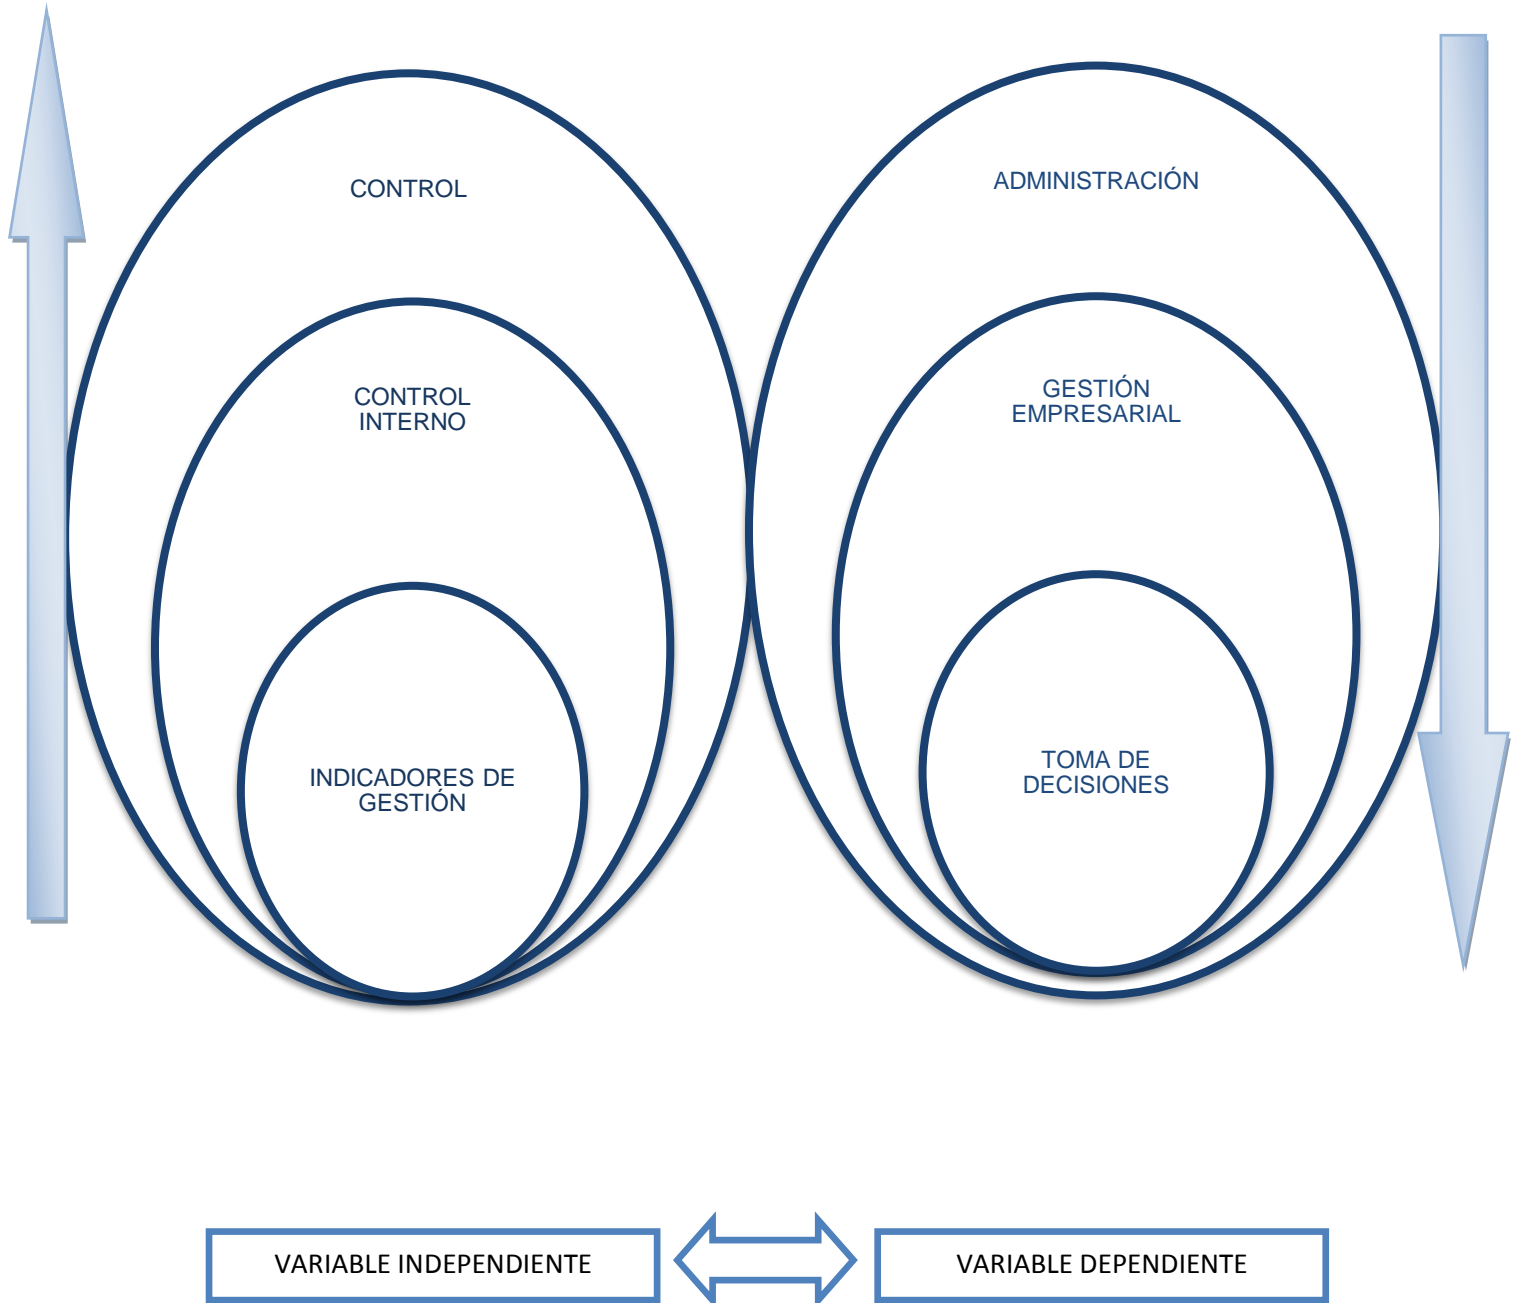 CONTROL
CONTROL
INTERNO
INDICADORES DE
GESTIÓN
ADMINISTRACIÓN
GESTIÓN
EMPRESARIAL
TOMA DE
DECISIONES
VARIABLE INDEPENDIENTE
VARIABLE DEPENDIENTE